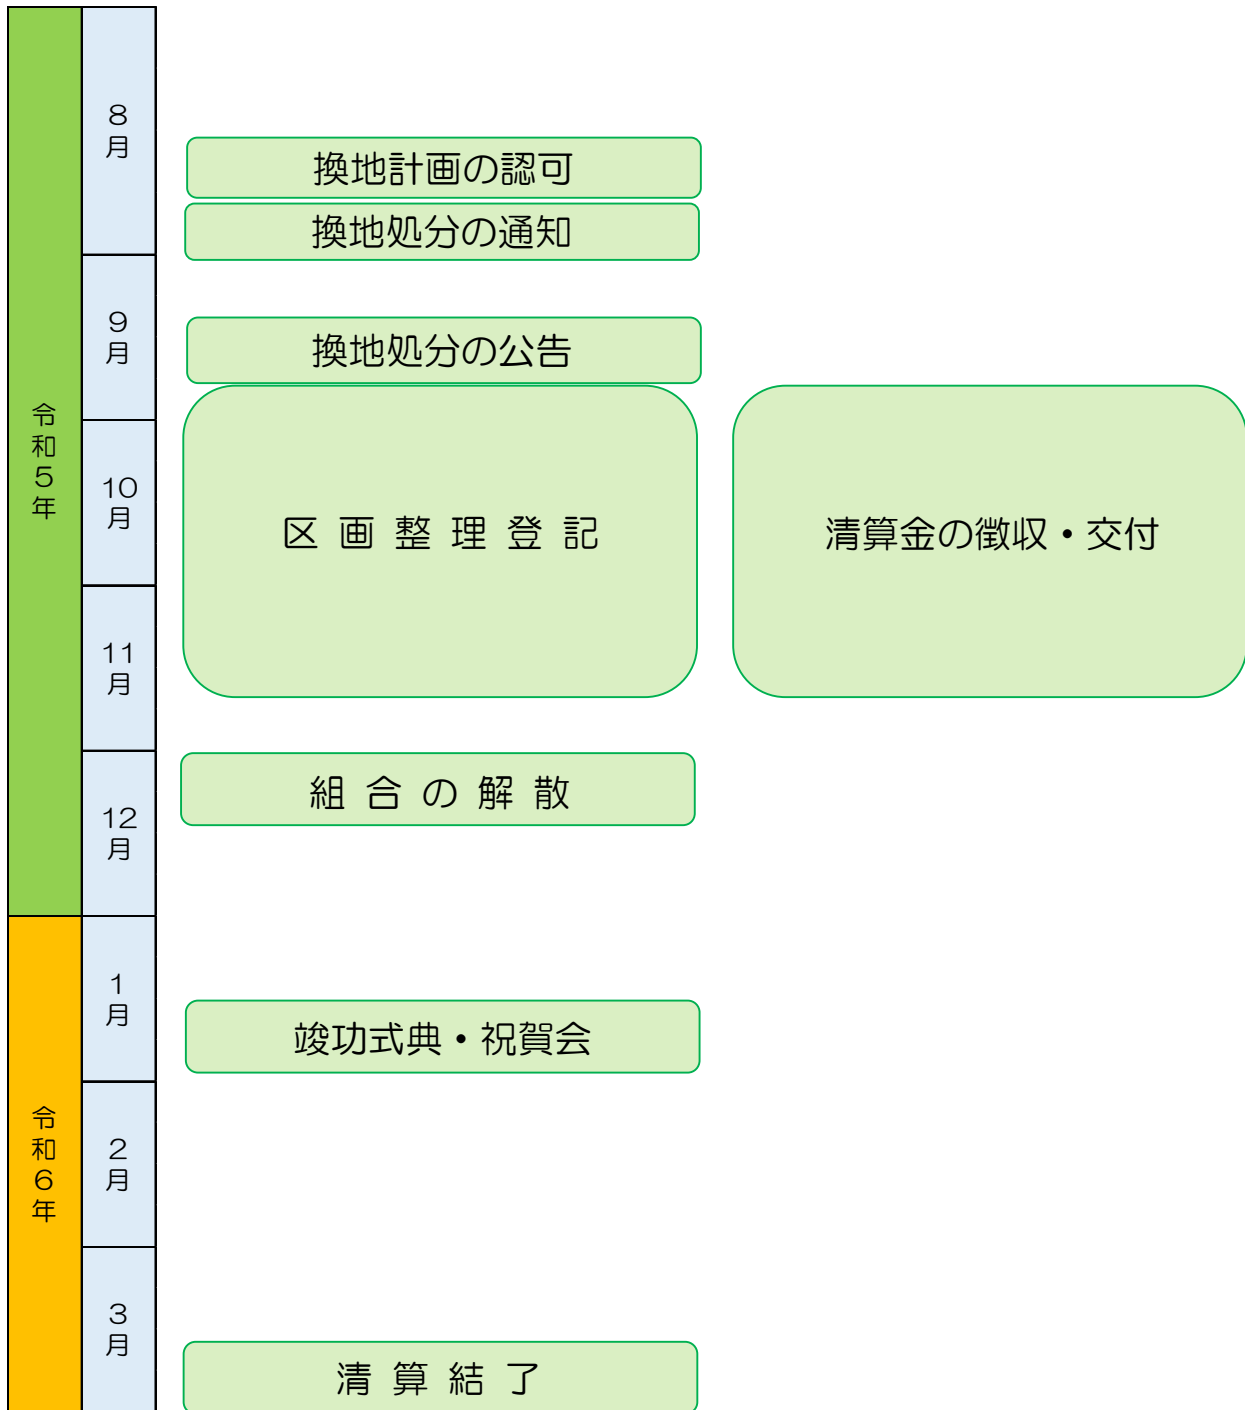 令和5年
8月
換地計画の認可
換地処分の通知
9月
換地処分の公告
10月
区画整理登記
清算金の徴収・交付
11月
12月
組合の解散
令和6年
1月
竣功式典・祝賀会
2月
3月
清算結了